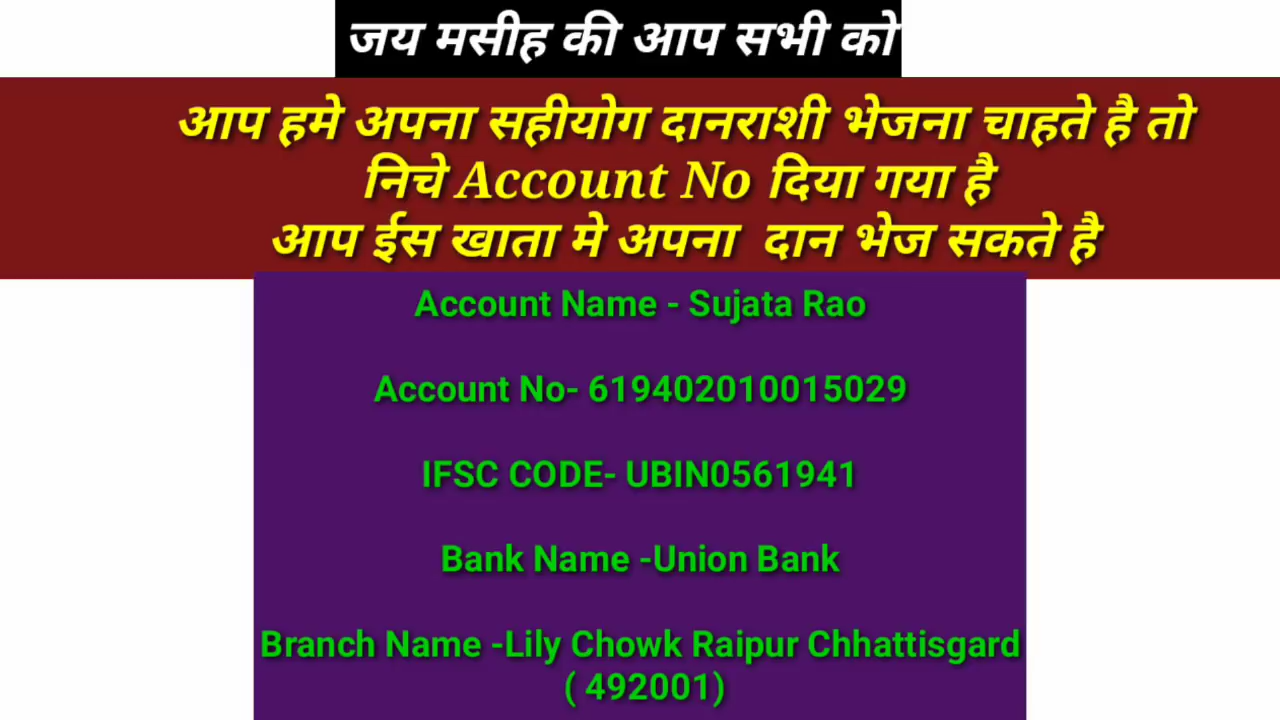 जय मसीह की आप सभी को
आप हमे अपना सहीयोग दानराशी भेजना चाहते है तो
निचे Account No दिया गया है
आप ईस खाता मे अपना दान भेज सकते है
Account Name - Sujata Rao
Account No- 619402010015029
IFSC CODE- UBIN0561941
Bank Name -Union Bank
Branch Name -Lily Chowk Raipur Chhattisgard
( 492001)